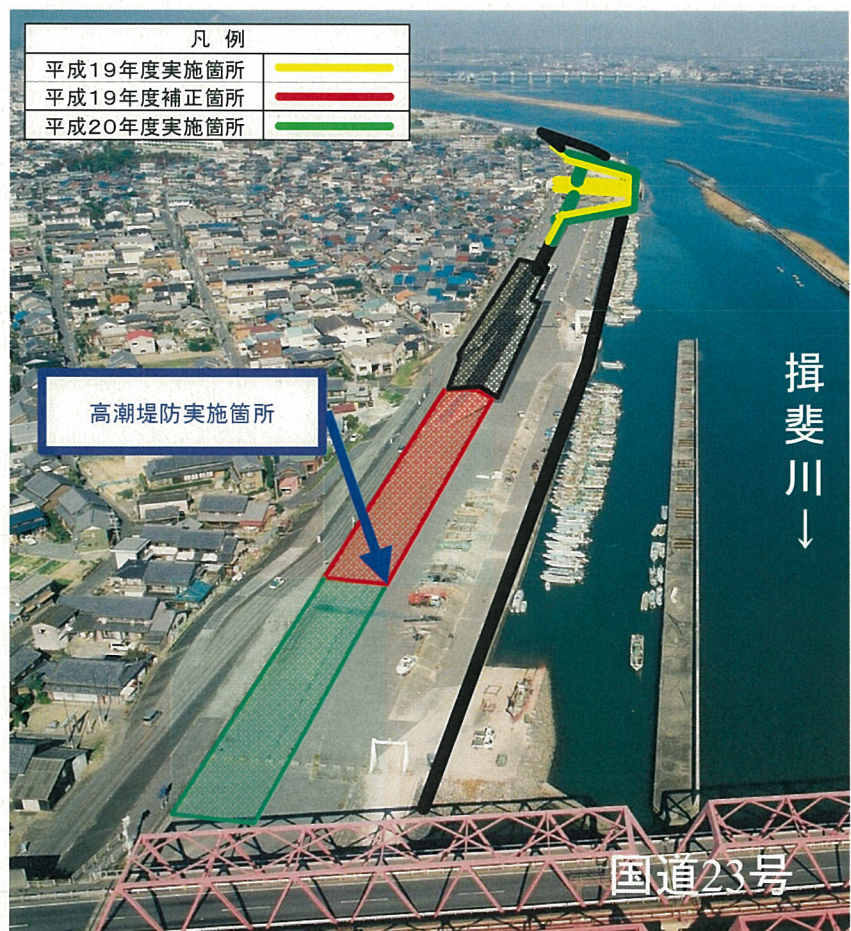 凡例
平成19年度実施箇所
平成19年度補正箇所
平成20年度実施箇所
高潮堤防実施箇所
揖斐川↓
国道23号